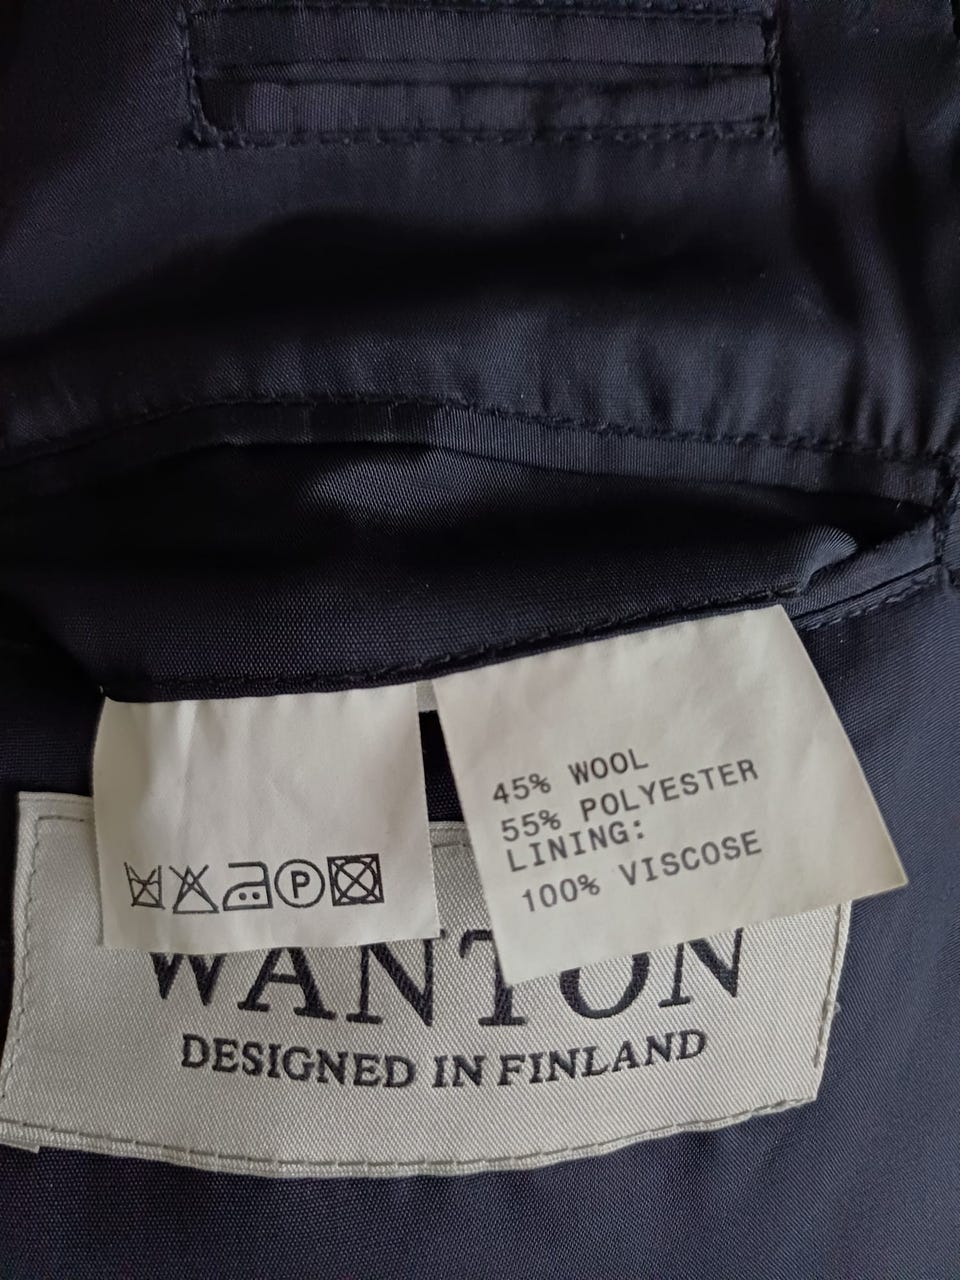 45% WOOL
55% POLYESTER
LINING:
100% VISCOSE
P
WANTON
DESIGNED IN FINLAND